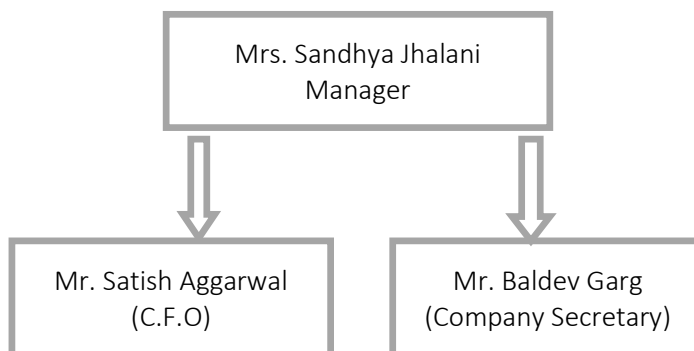 Mrs. Sandhya Jhalani
Manager
Mr. Satish Aggarwal
(C.F.O)
Mr. Baldev Garg
(Company Secretary)